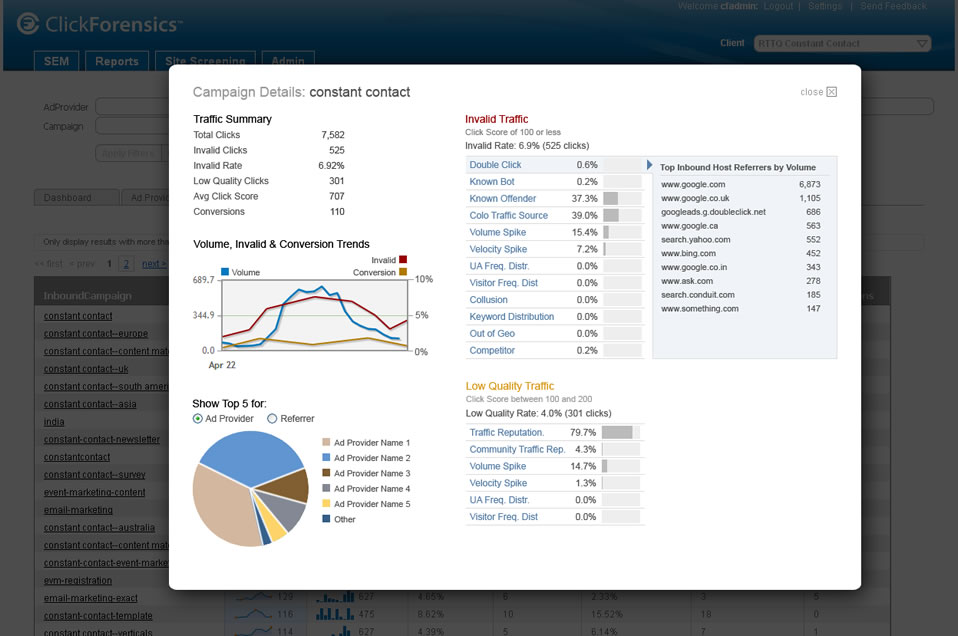 Welcome cfadmin: Logout | Settings | Send Feedback
ClickForensics™
Client RTTQ Constant Contact
SEM Reports Site Screening Admin
AdProvider
Campaign
Apply Filters
Dashboard
Only display results with more
<< first < prev 1 2 next >
InboundCampaign
constant contact
constant contact--europe
constant contact--content
constant contact--uk
constant contact--south
constant contact--asia
india
constant-contact-newsletter
constantcontact
constant contact--survey
event-marketing-content
email-marketing
constant contact--australia
constant contact--content
constant-contact-event-
evm-registration
email-marketing-exact 129 627 4.65% 6 2.33% 3 5
constant-contact-template 116 475 8.62% 10 15.52% 18 0
constant contact--verticals 114 627 4.39% 5 6.14% 7 0
Campaign Details: constant contact
close
Traffic Summary
Total Clicks 7,582
Invalid Clicks 525
Invalid Rate 6.92%
Low Quality Clicks 301
Avg Click Score 707
Conversions 110
Volume, Invalid & Conversion Trends
Invalid
Volume Conversion
689.7 10%
344.9 5%
0.0 0%
Apr 22
Show Top 5 for:
Ad Provider Referrer
Ad Provider Name 1
Ad Provider Name 2
Ad Provider Name 3
Ad Provider Name 4
Ad Provider Name 5
Other
Invalid Traffic
Click Score of 100 or less
Invalid Rate: 6.9% (525 clicks)
Double Click 0.6%
Known Bot 0.2%
Known Offender 37.3%
Colo Traffic Source 39.0%
Volume Spike 15.4%
Velocity Spike 7.2%
UA Freq. Distr. 0.0%
Visitor Freq. Dist 0.0%
Collusion 0.0%
Keyword Distribution 0.0%
Out of Geo 0.0%
Competitor 0.2%
Top Inbound Host Referrers by Volume
www.google.com 6,873
www.google.co.uk 1,105
googleads.g.doubleclick.net 686
www.google.ca 563
search.yahoo.com 552
www.bing.com 452
www.google.co.in 343
www.ask.com 278
search.conduit.com 185
www.something.com 147
Low Quality Traffic
Click Score between 100 and 200
Low Quality Rate: 4.0% (301 clicks)
Traffic Reputation. 79.7%
Community Traffic Rep. 4.3%
Volume Spike 14.7%
Velocity Spike 1.3%
UA Freq. Distr. 0.0%
Visitor Freq. Dist 0.0%